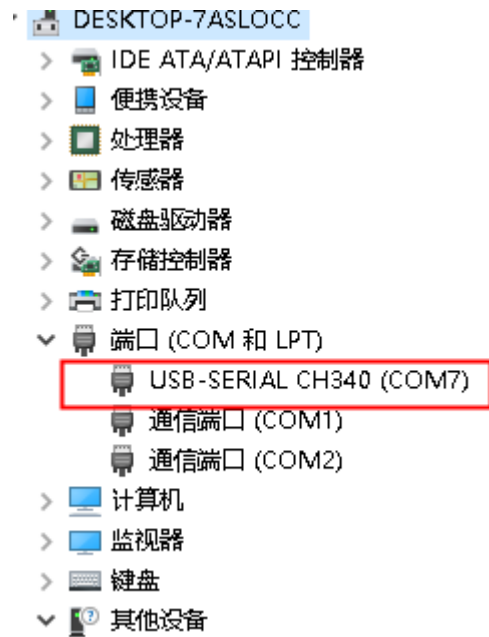 DESKTOP-7ASLOCC
IDE ATA/ATAPI 控制器
便携设备
处理器
传感器
磁盘驱动器
存储控制器
打印队列
端口 (COM 和 LPT)
USB-SERIAL CH340 (COM7)
通信端口 (COM1)
通信端口 (COM2)
计算机
监视器
键盘
其他设备